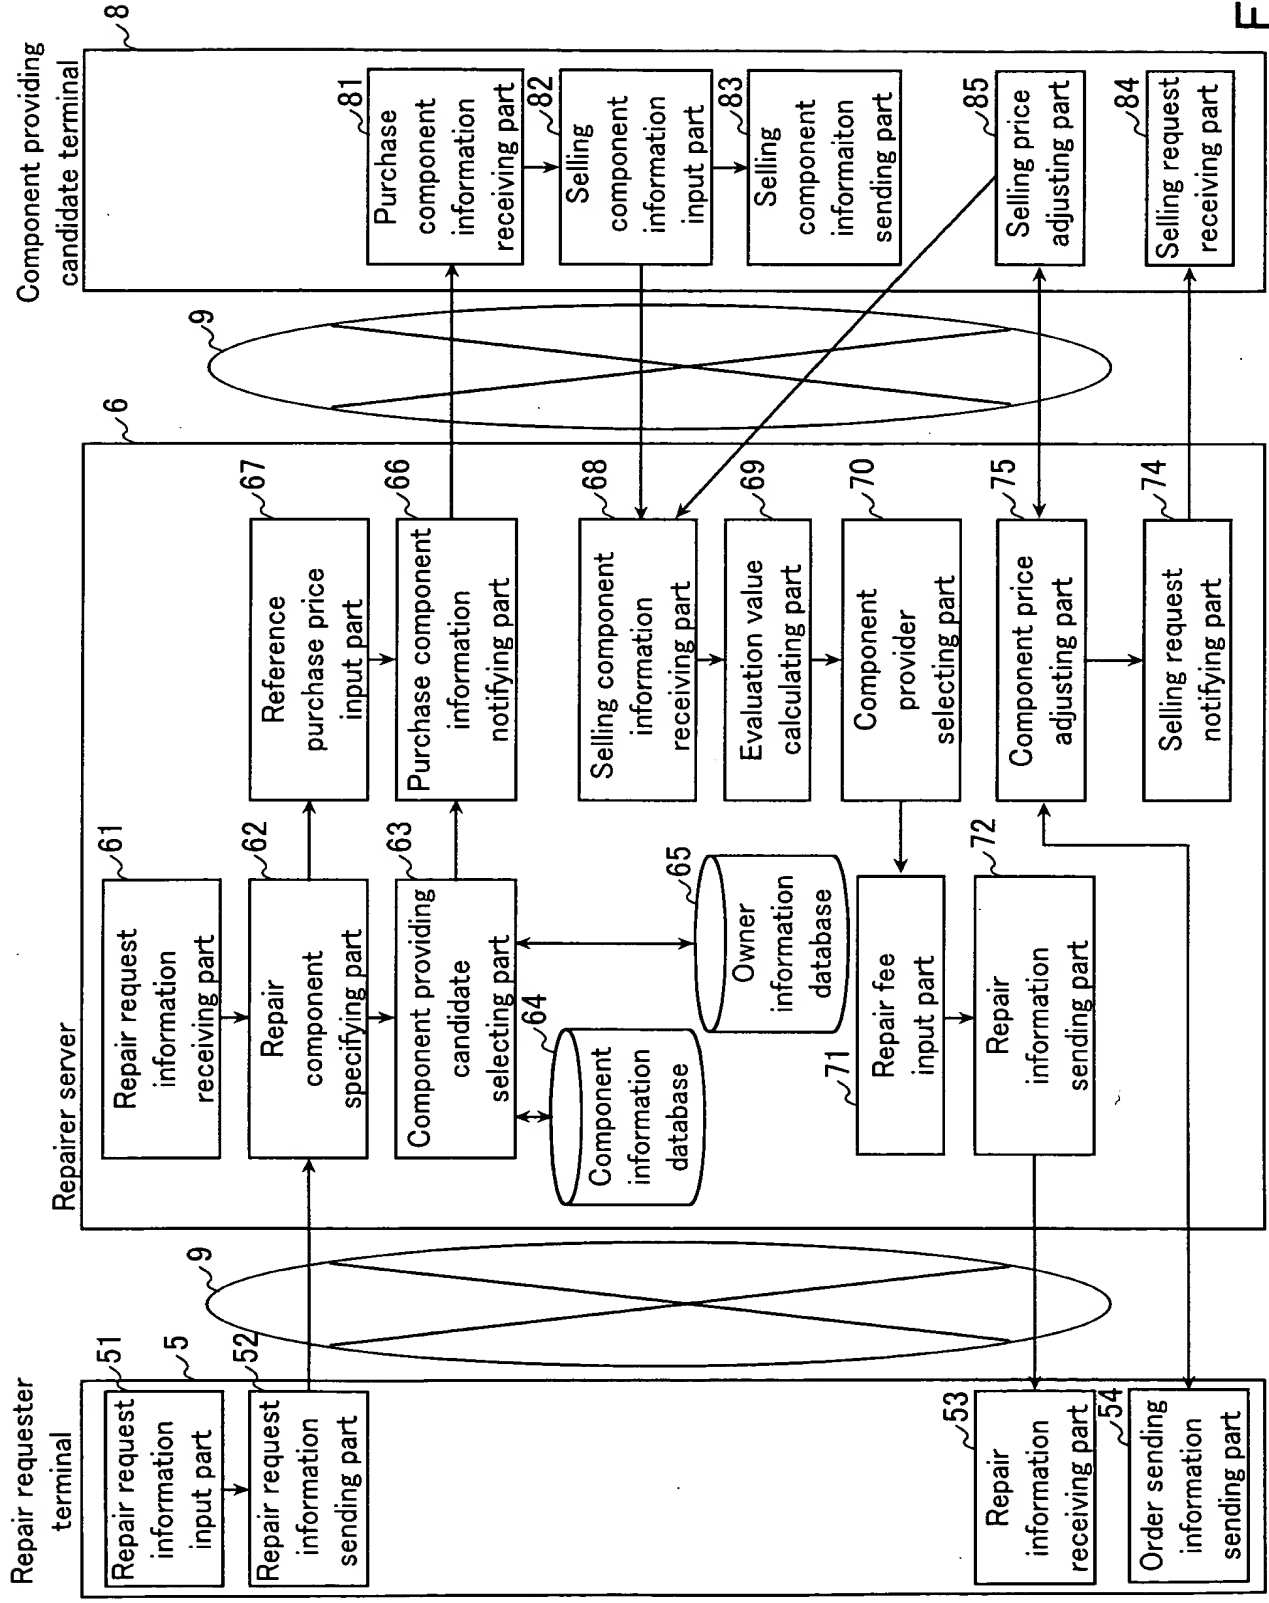 Repair requester
terminal
5
51
Repair request
information
input part
52
Repair request
information
sending part
53
Repair
information
receiving part
54
Order sending
information
sending part
9
Repairer server
6
61
Repair request
information
receiving part
62
Repair
component
specifying part
63
Component providing
candidate
selecting part
64
Component
information
database
65
Owner
information
database
71
Repair fee
input part
72
Repair
information
sending part
67
Reference
purchase price
input part
66
Purchase component
information
notifying part
68
Selling component
information
receiving part
69
Evaluation value
calculating part
70
Component
provider
selecting part
75
Component price
adjusting part
74
Selling request
notifying part
9
Component providing
candidate terminal
8
81
Purchase
component
information
receiving part
82
Selling
component
information
input part
83
Selling
component
informaiton
sending part
85
Selling price
adjusting part
84
Selling request
receiving part